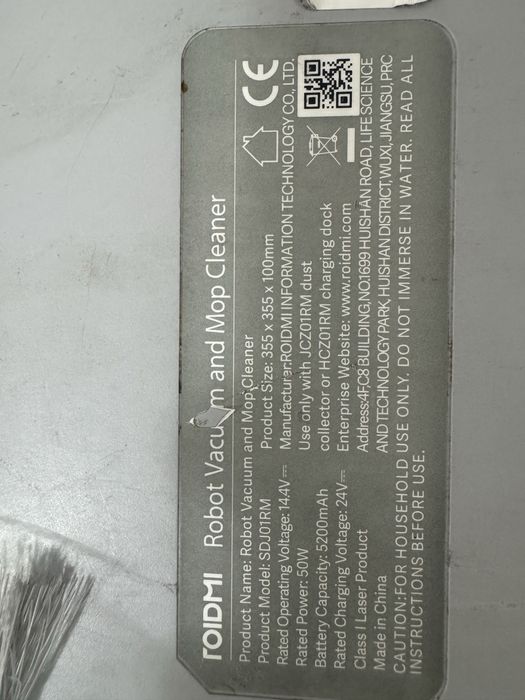 ROIDMI Robot Vacuum and Mop Cleaner
CE
Product Name: Robot Vacuum and Mop Cleaner
Product Model: SDJ01RM
Rated Operating Voltage: 14.4V⎓
Rated Power: 50W
Battery Capacity: 5200mAh
Rated Charging Voltage: 24V⎓
Class I Laser Product
Made in China
Product Size: 355 x 355 x 100mm
Manufacturer:ROIDMI INFORMATION TECHNOLOGY CO., LTD.
Use only with JCZ01RM dust
collector or HCZ01RM charging dock
Enterprise Website: www.roidmi.com
Address:4F,C8 BUILDING,NO.1699 HUISHAN ROAD, LIFE SCIENCE
AND TECHNOLOGY PARK, HUISHAN DISTRICT,WUXI, JIANGSU, PRC
CAUTION:FOR HOUSEHOLD USE ONLY. DO NOT IMMERSE IN WATER. READ ALL
INSTRUCTIONS BEFORE USE.